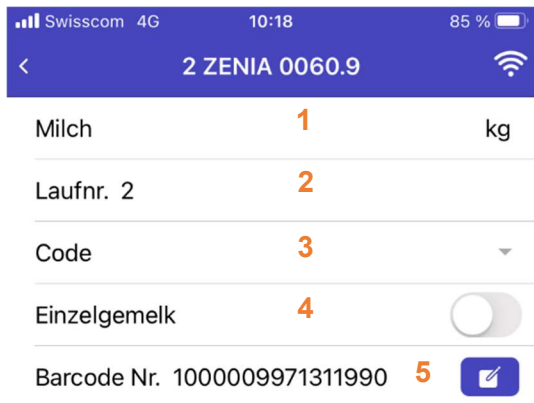 Swisscom 4G 10:18 85 %
2 ZENIA 0060.9
Milch 1 kg
Laufnr. 2 2
Code 3
Einzelgemelk 4
Barcode Nr. 1000009971311990 5